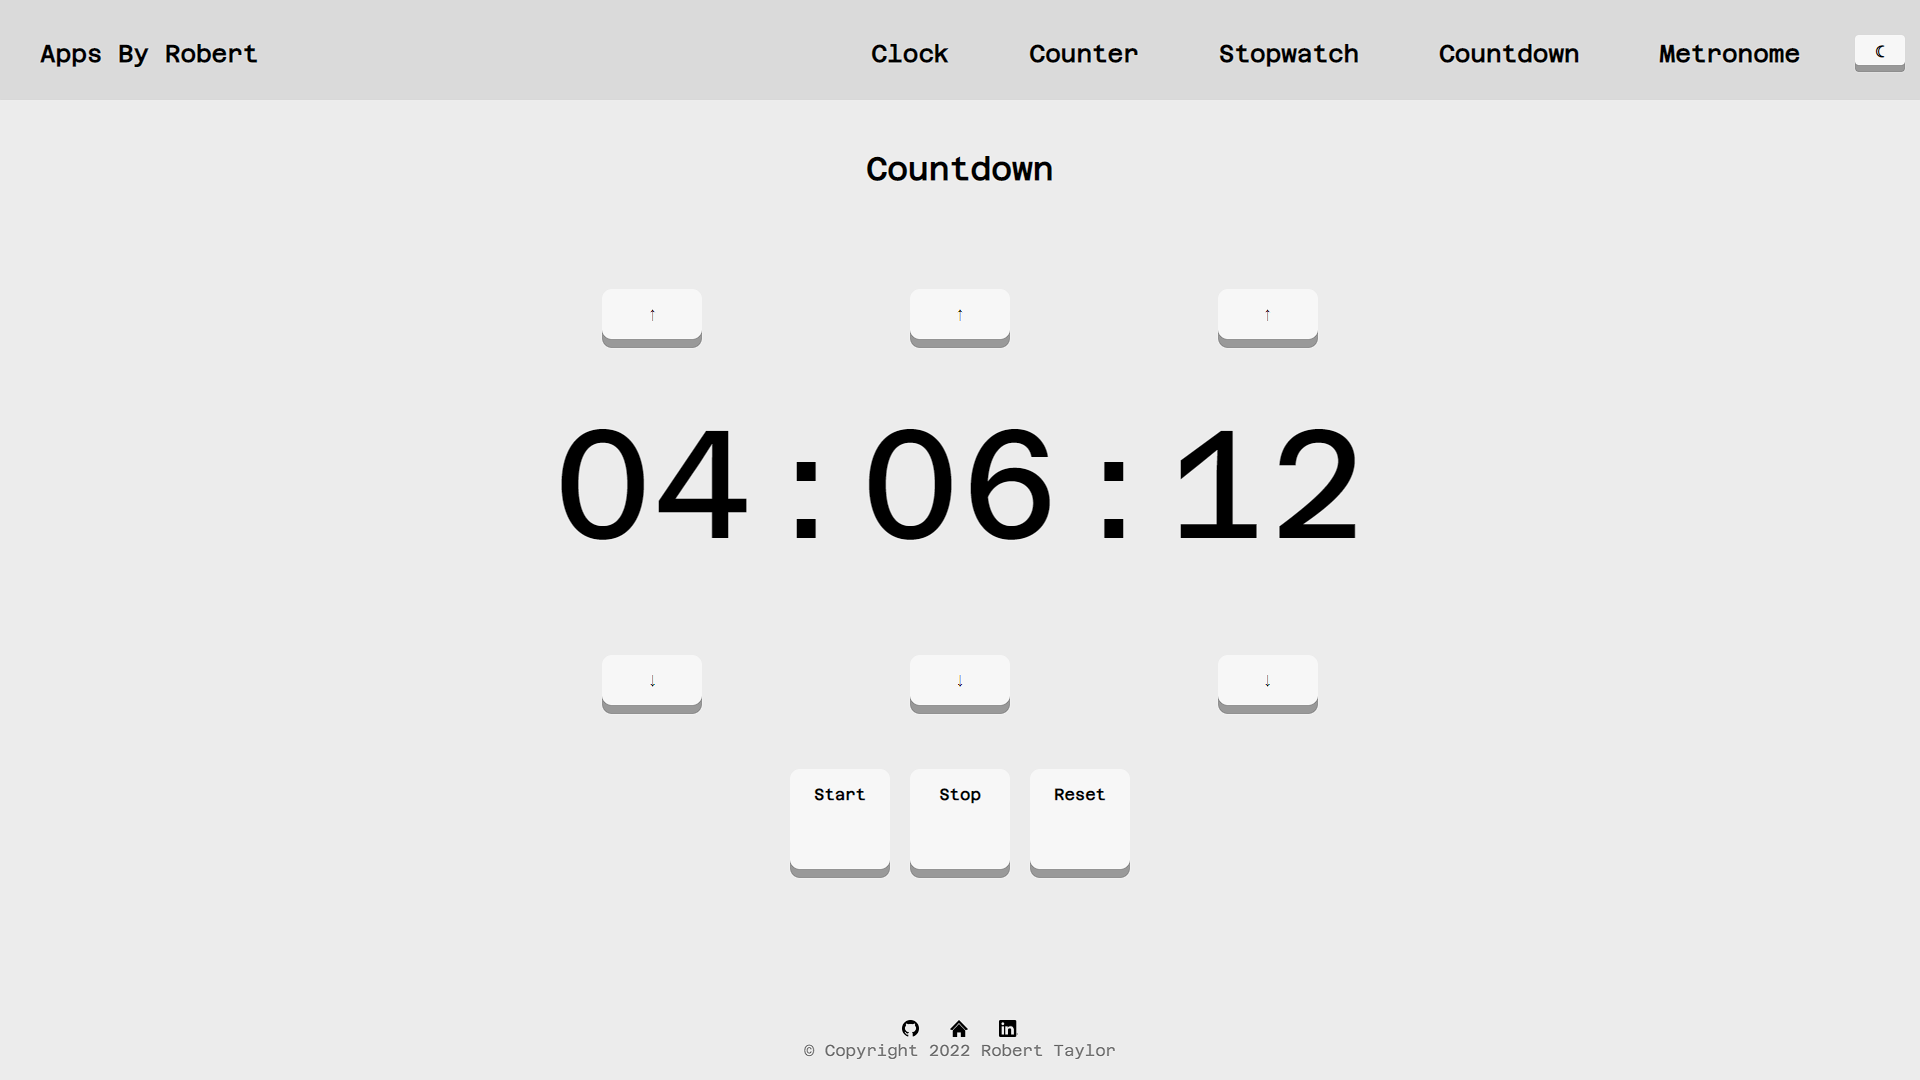 Apps By Robert Clock Counter Stopwatch Countdown Metronome ☾
Countdown
↑ ↑ ↑
04:06:12
↓ ↓ ↓
Start Stop Reset
© Copyright 2022 Robert Taylor